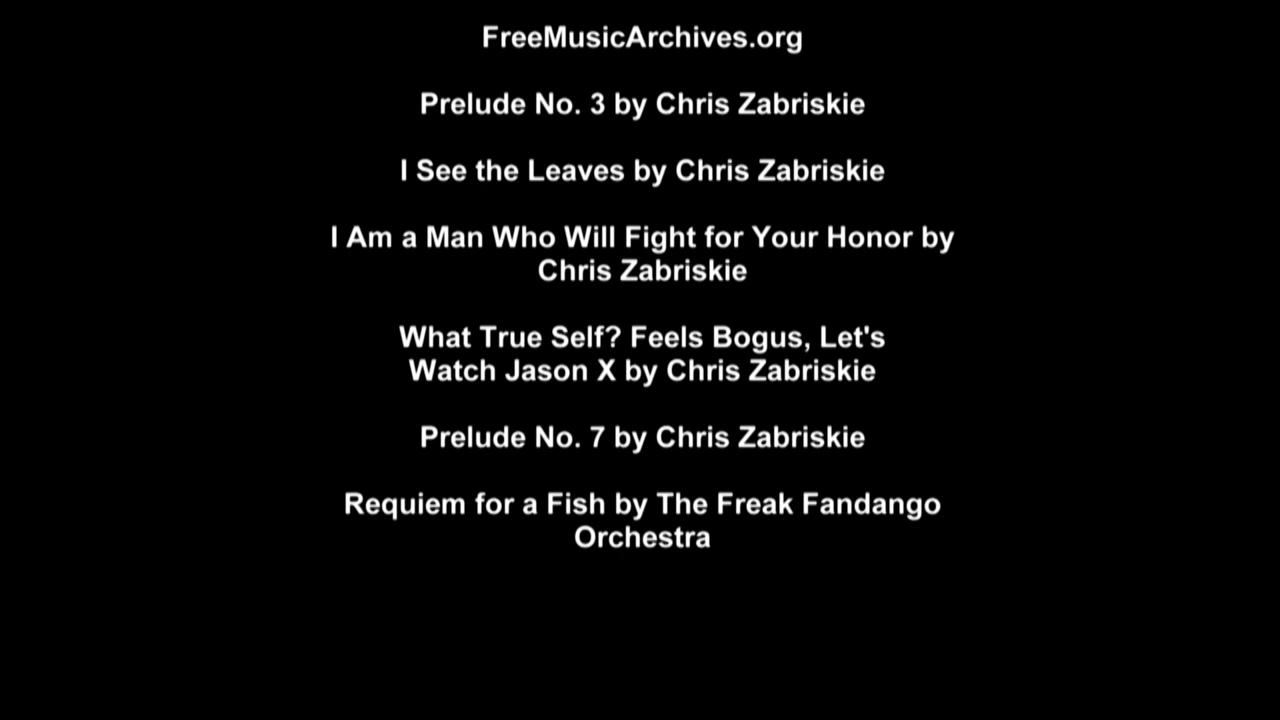 FreeMusicArchives.org
Prelude No. 3 by Chris Zabriskie
I See the Leaves by Chris Zabriskie
I Am a Man Who Will Fight for Your Honor by
Chris Zabriskie
What True Self? Feels Bogus, Let's
Watch Jason X by Chris Zabriskie
Prelude No. 7 by Chris Zabriskie
Requiem for a Fish by The Freak Fandango
Orchestra